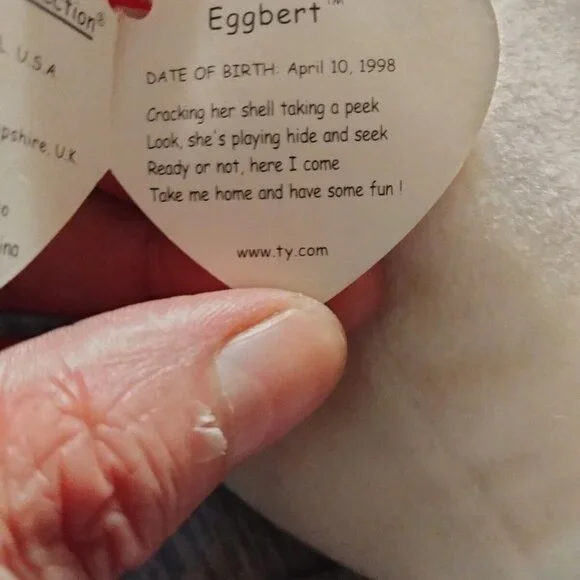 U.S.A.
U.K
Eggbert™
DATE OF BIRTH: April 10, 1998
Cracking her shell taking a peek
Look, she's playing hide and seek
Ready or not, here I come
Take me home and have some fun !
www.ty.com